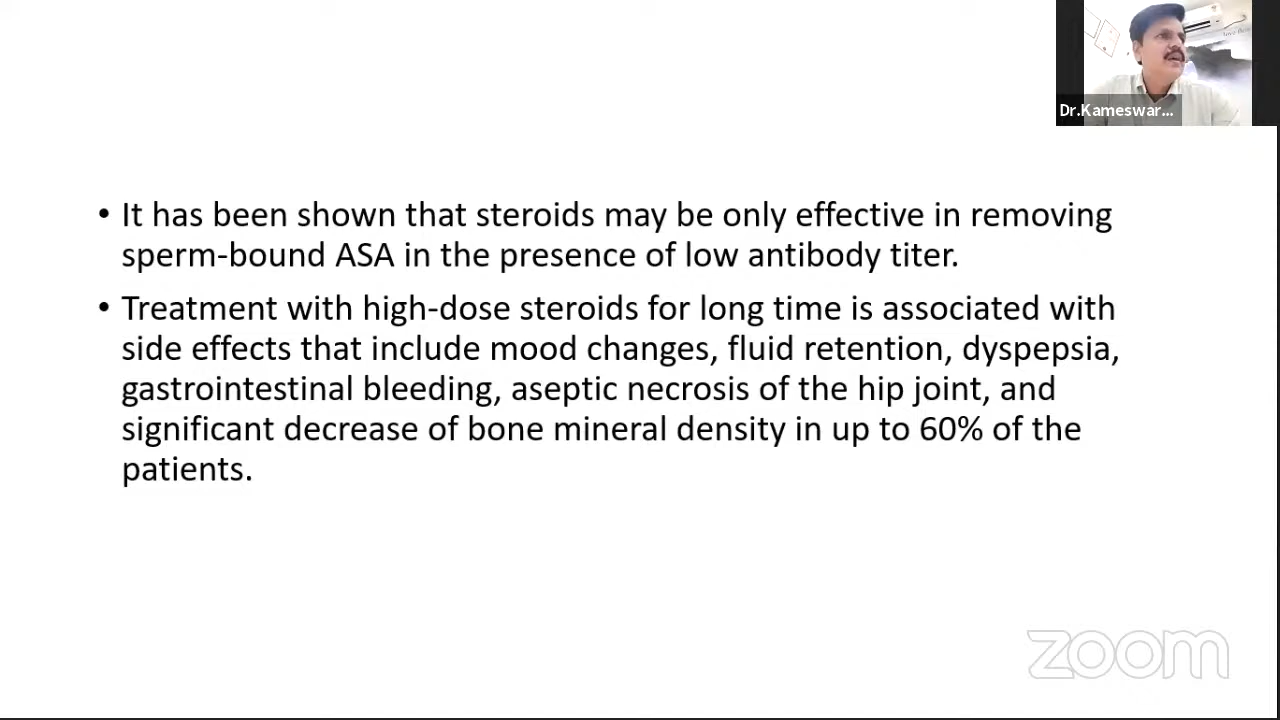 Dr.Kameswar...
• It has been shown that steroids may be only effective in removing
sperm-bound ASA in the presence of low antibody titer.
• Treatment with high-dose steroids for long time is associated with
side effects that include mood changes, fluid retention, dyspepsia,
gastrointestinal bleeding, aseptic necrosis of the hip joint, and
significant decrease of bone mineral density in up to 60% of the
patients.
zoom